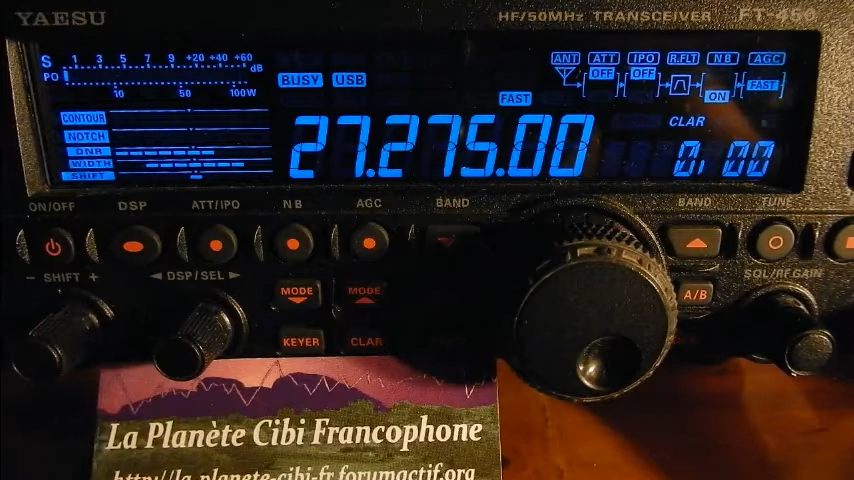 YAESU HF/50MHz TRANSCEIVER FT-450
S 1 3 5 7 9 +20 +40 +60 dB
PO 10 50 100W
BUSY USB
ANT ATT IPO R.FLT NB AGC
OFF OFF ON FAST
FAST
CONTOUR
NOTCH
DNR
WIDTH
SHIFT
27.275.00
CLAR
0, 00
ON/OFF DSP ATT/IPO NB AGC BAND BAND TUNE
− SHIFT + ◄ DSP/SEL ► SQL/RF GAIN
MODE MODE A/B
KEYER CLAR
La Planète Cibi Francophone
http://la-planete-cibi-fr.forumactif.org